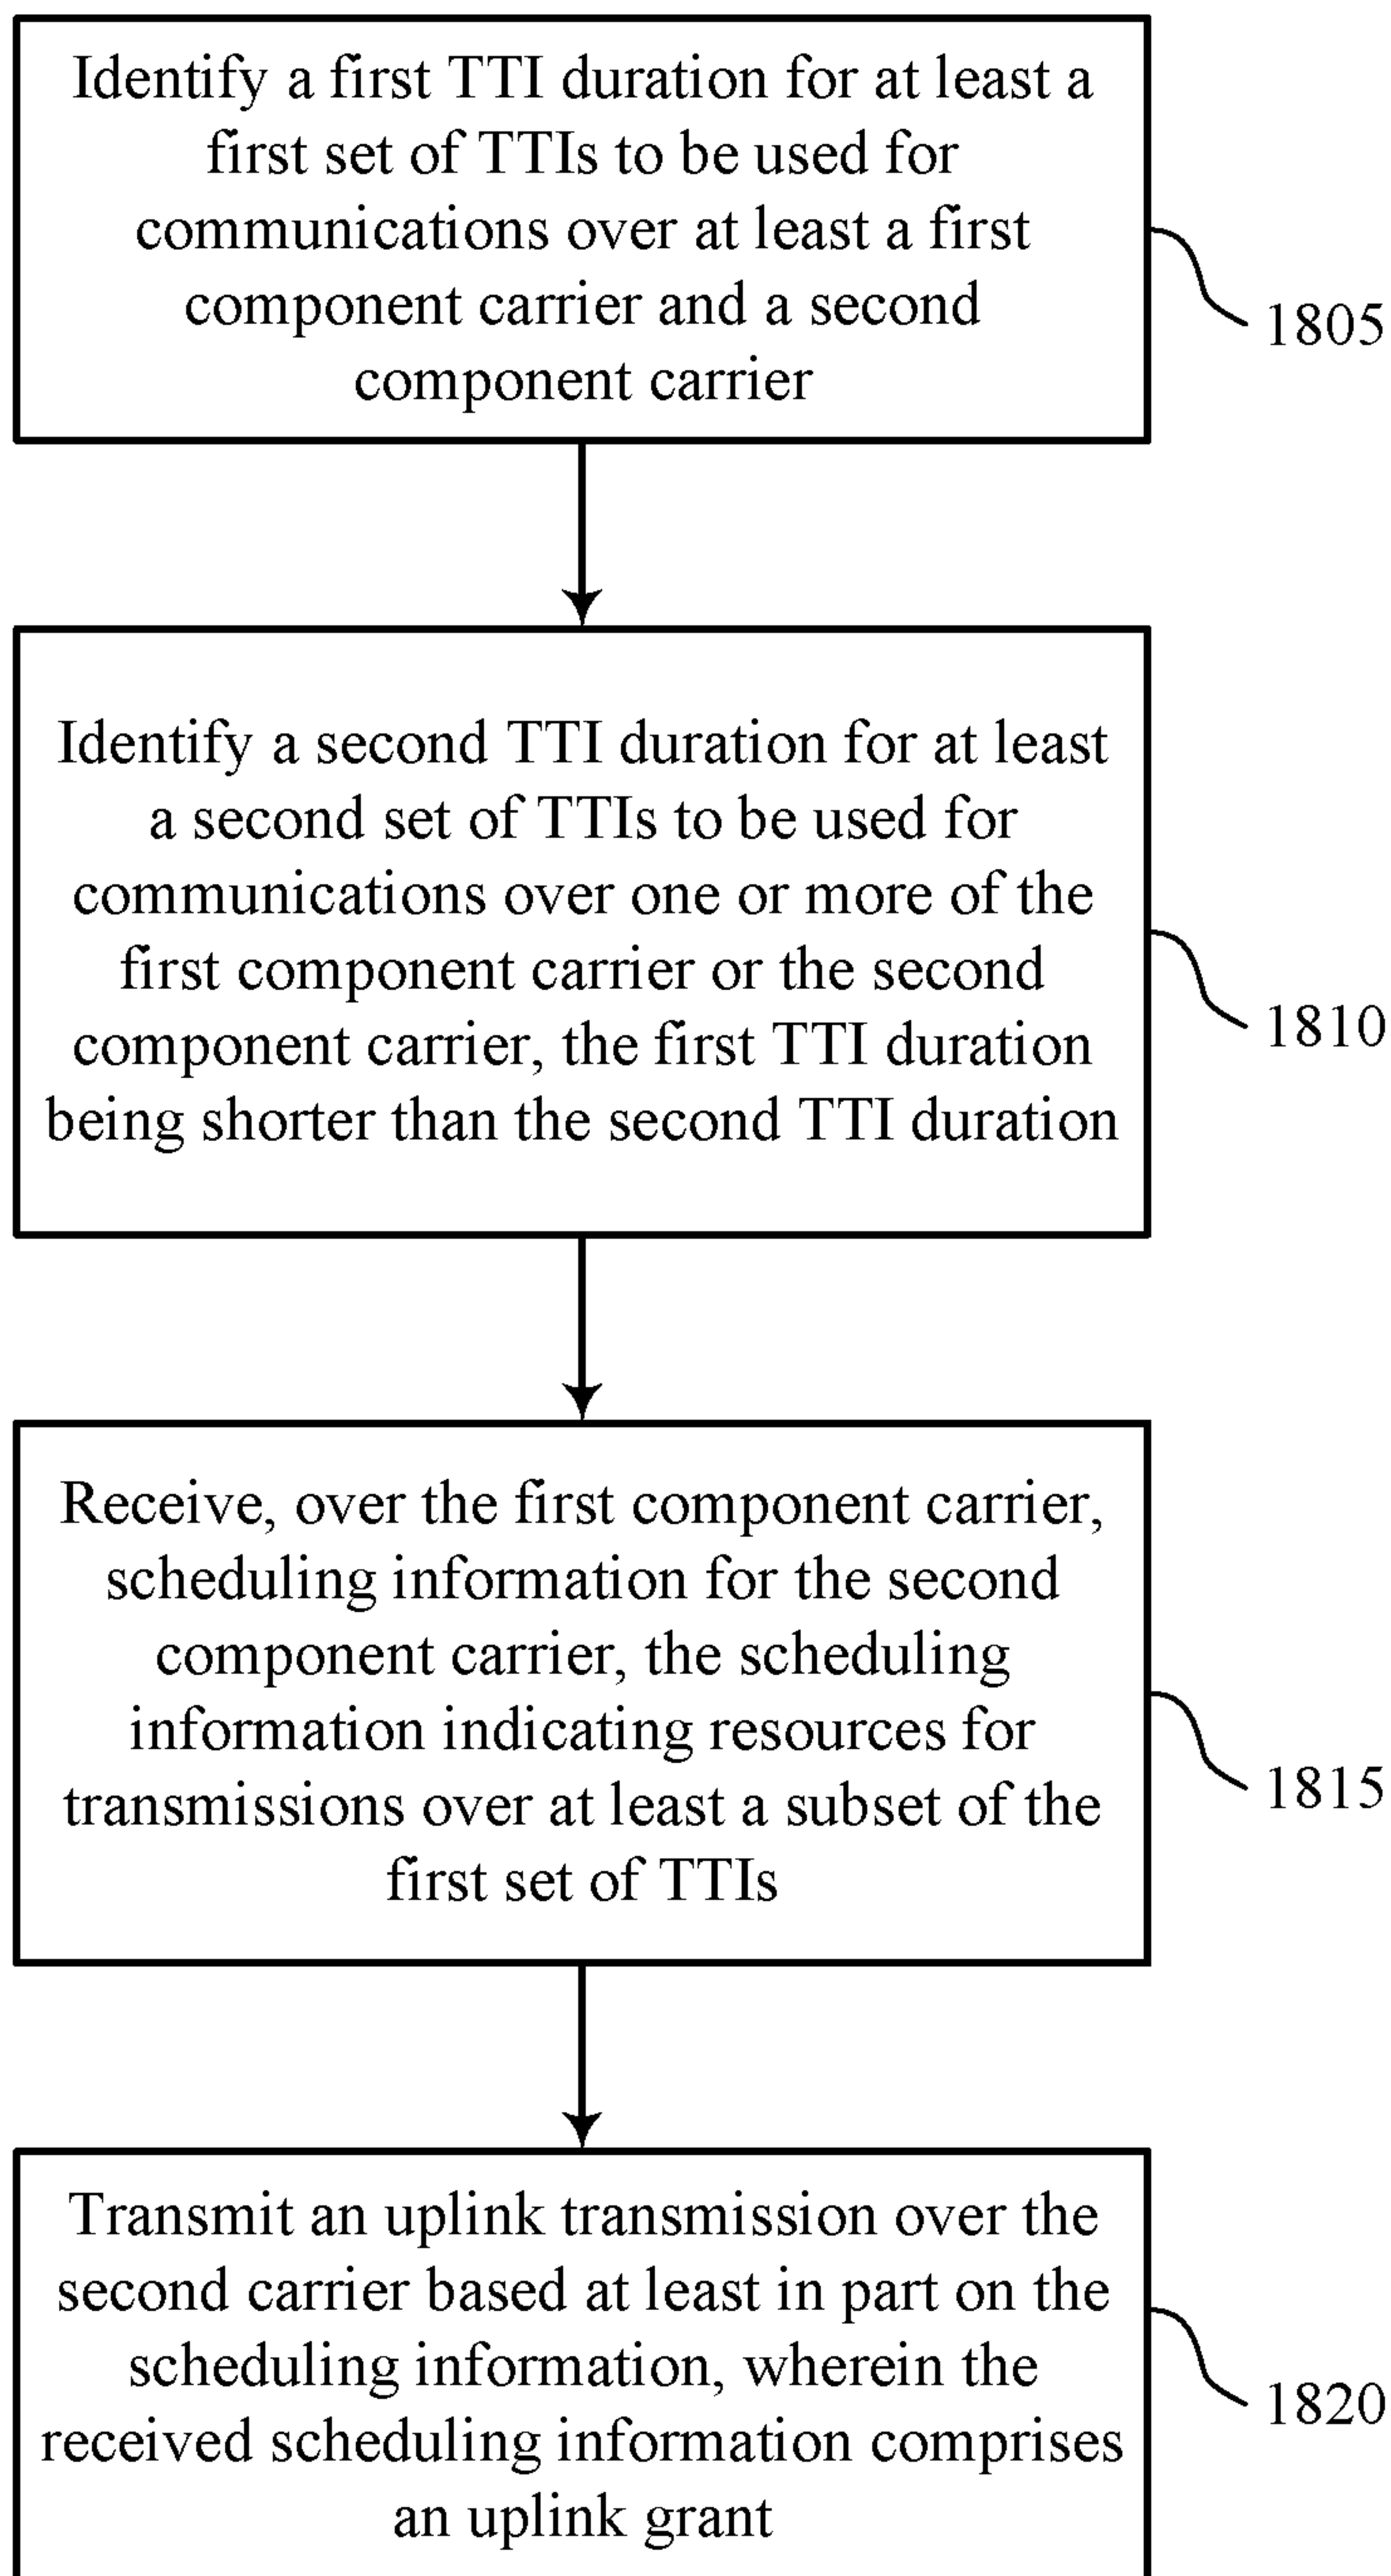 Identify a first TTI duration for at least a
first set of TTIs to be used for
communications over at least a first
component carrier and a second
component carrier
1805
Identify a second TTI duration for at least
a second set of TTIs to be used for
communications over one or more of the
first component carrier or the second
component carrier, the first TTI duration
being shorter than the second TTI duration
1810
Receive, over the first component carrier,
scheduling information for the second
component carrier, the scheduling
information indicating resources for
transmissions over at least a subset of the
first set of TTIs
1815
Transmit an uplink transmission over the
second carrier based at least in part on the
scheduling information, wherein the
received scheduling information comprises
an uplink grant
1820